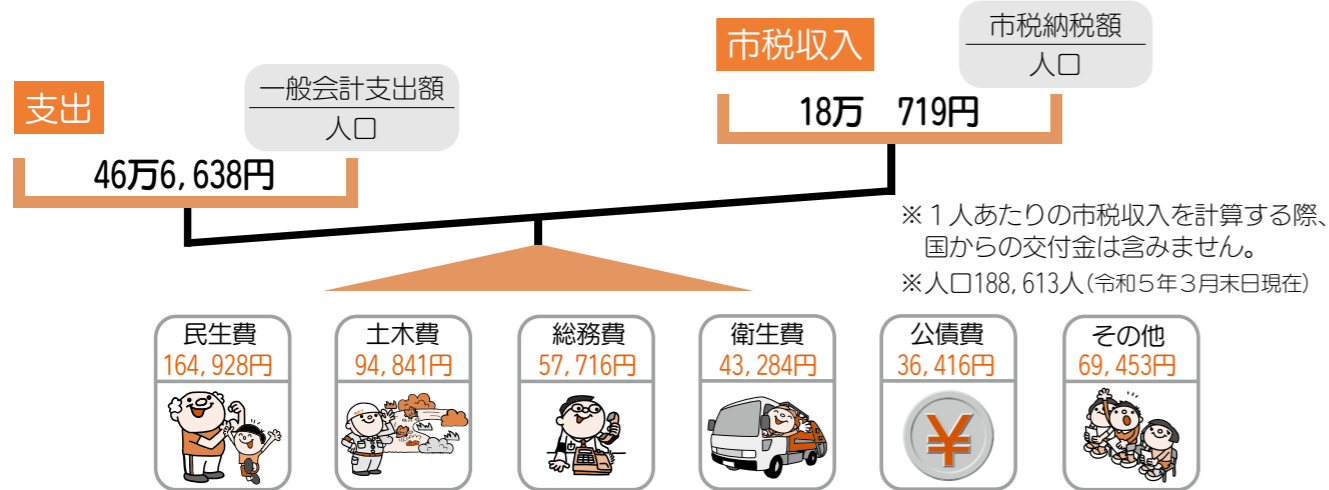 支出
一般会計支出額
人口
46万6,638円
市税収入
市税納税額
人口
18万 719円
※1人あたりの市税収入を計算する際、
国からの交付金は含みません。
※人口188,613人(令和5年3月末日現在)
民生費
164,928円
土木費
94,841円
総務費
57,716円
衛生費
43,284円
公債費
36,416円
¥
その他
69,453円